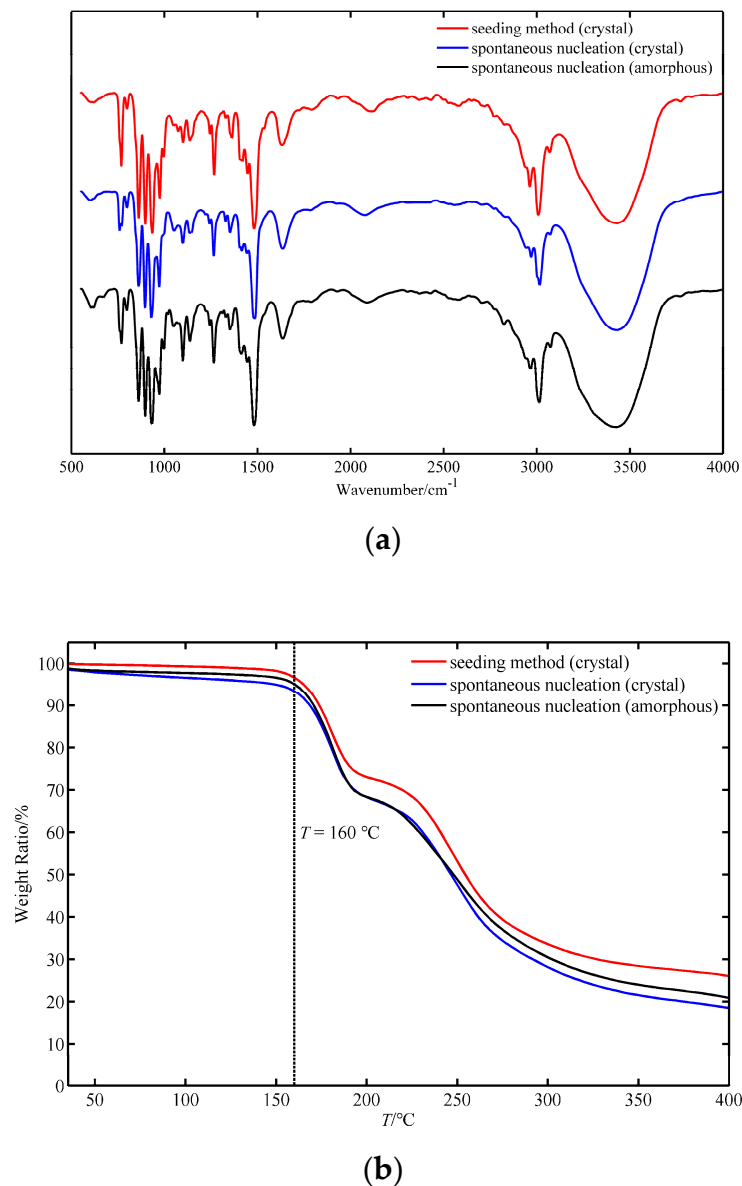 seeding method (crystal)
spontaneous nucleation (crystal)
spontaneous nucleation (amorphous)
500 1000 1500 2000 2500 3000 3500 4000
Wavenumber/cm⁻¹
(a)
100
90
80
70
60
50
40
30
20
10
0
Weight Ratio/%
seeding method (crystal)
spontaneous nucleation (crystal)
spontaneous nucleation (amorphous)
T = 160 °C
50 100 150 200 250 300 350 400
T/°C
(b)